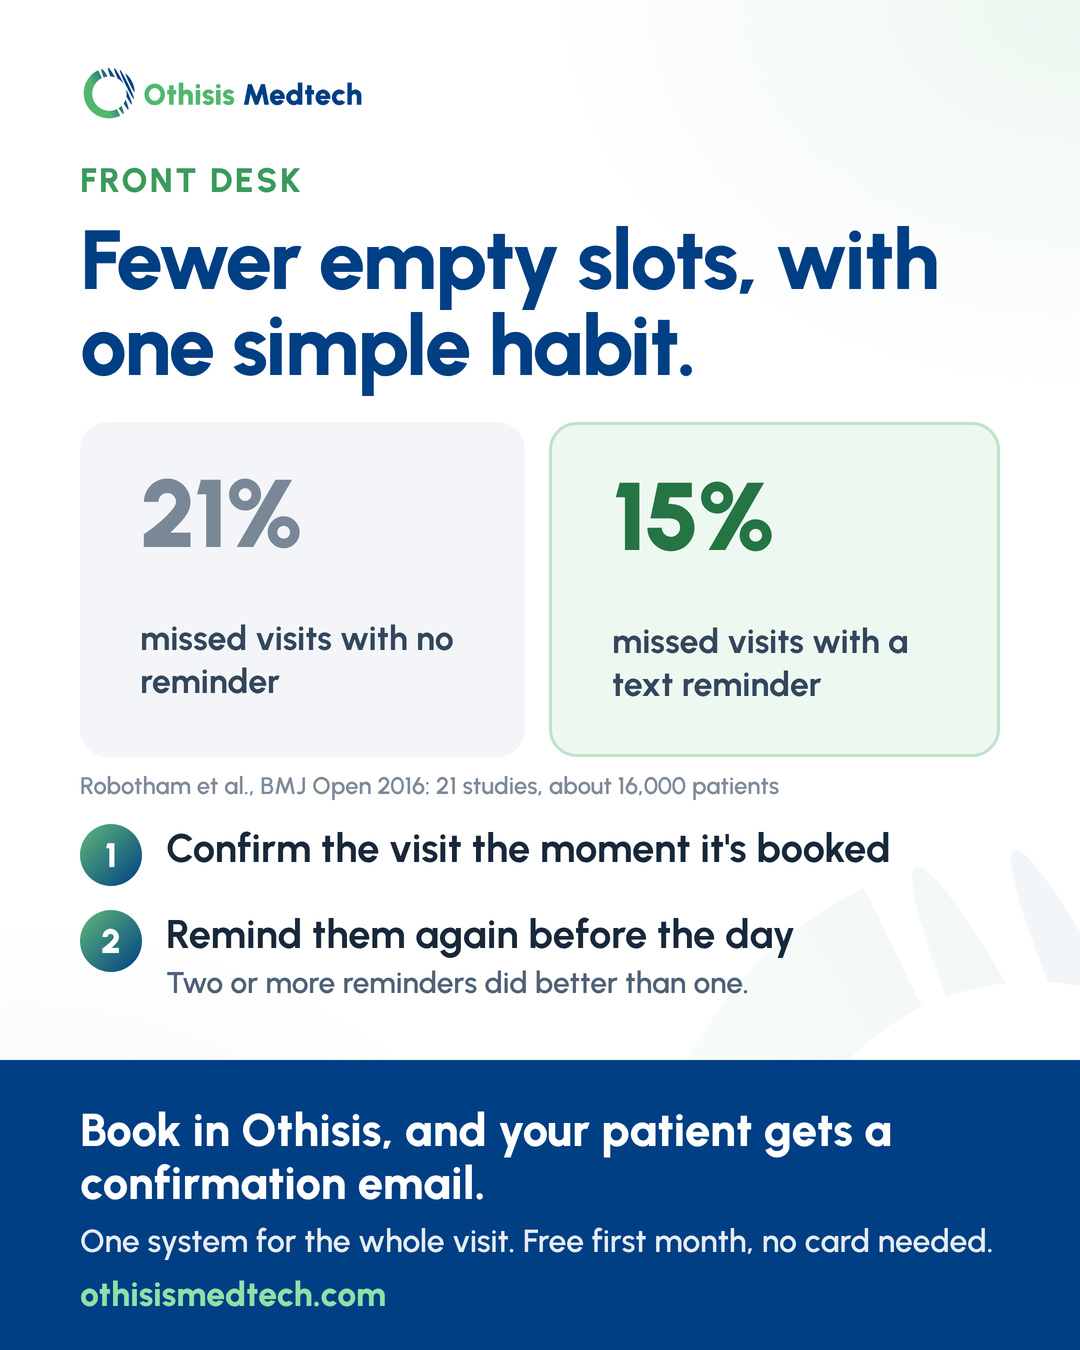 Othisis Medtech
FRONT DESK
Fewer empty slots, with
one simple habit.
21%
missed visits with no
reminder
15%
missed visits with a
text reminder
Robotham et al., BMJ Open 2016: 21 studies, about 16,000 patients
1 Confirm the visit the moment it's booked
2 Remind them again before the day
Two or more reminders did better than one.
Book in Othisis, and your patient gets a
confirmation email.
One system for the whole visit. Free first month, no card needed.
othisismedtech.com